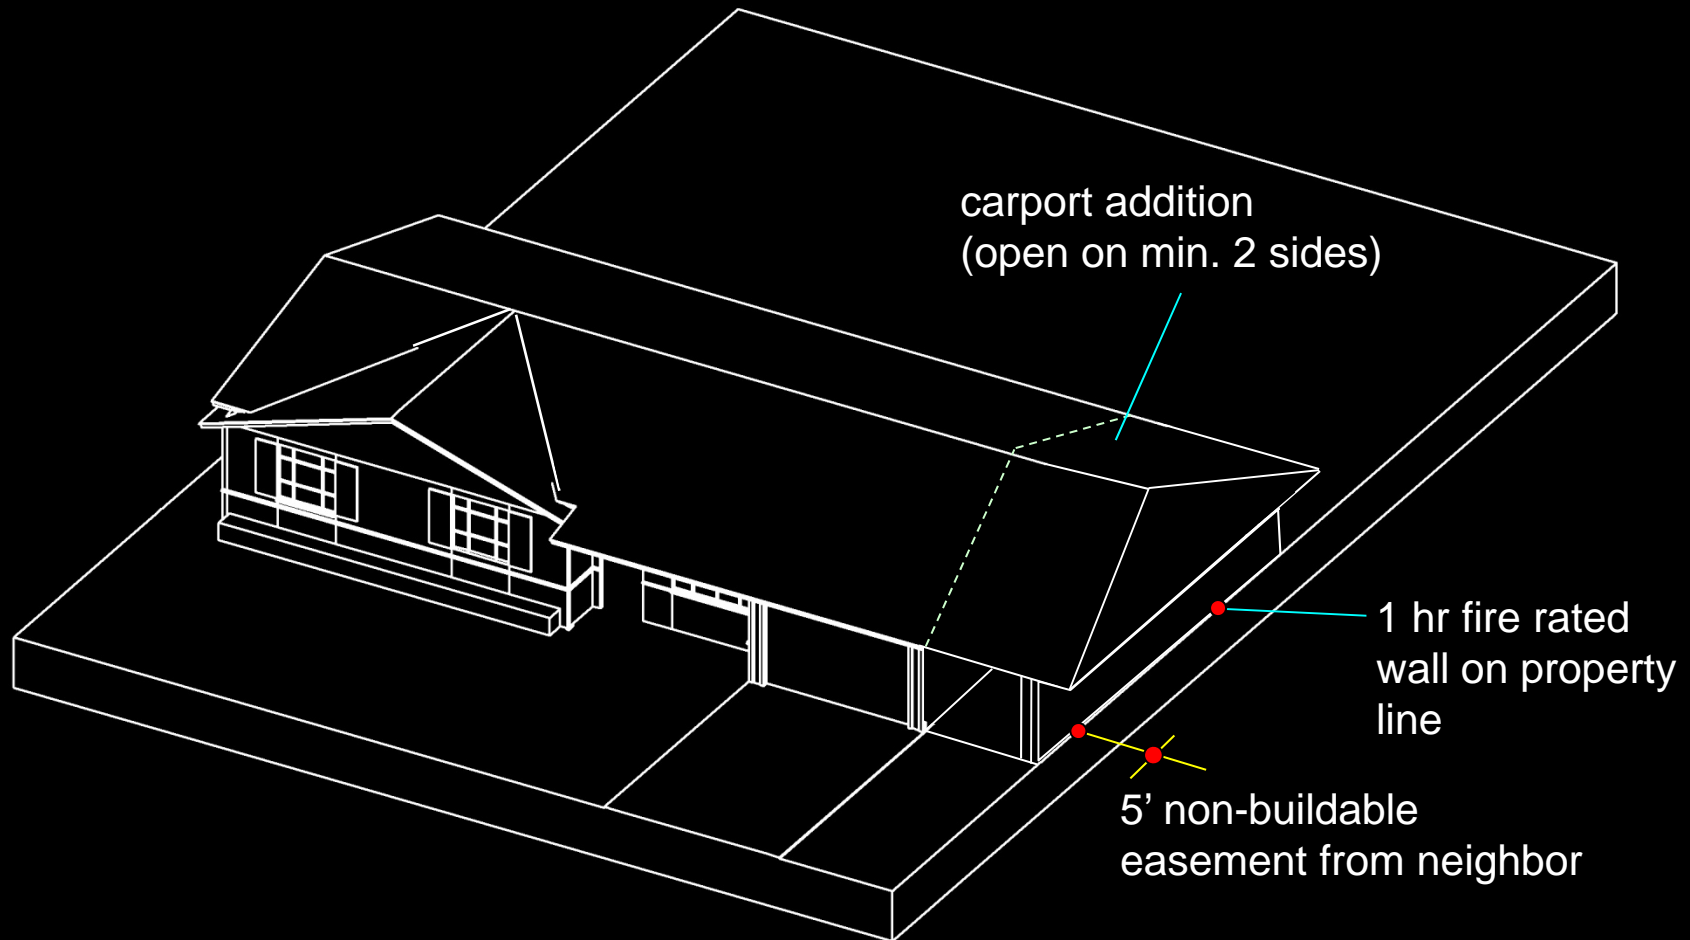 carport addition
(open on min. 2 sides)
1 hr fire rated
wall on property
line
5’ non-buildable
easement from neighbor